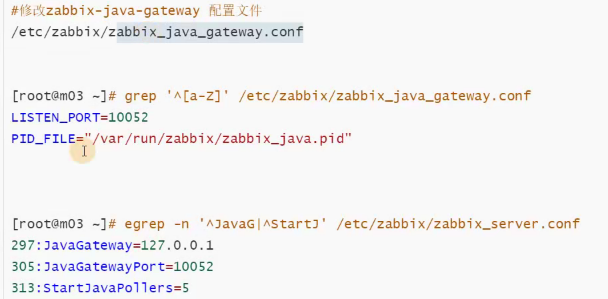 #修改zabbix-java-gateway 配置文件
/etc/zabbix/zabbix_java_gateway.conf
[root@m03 ~]# grep '^[a-Z]' /etc/zabbix/zabbix_java_gateway.conf
LISTEN_PORT=10052
PID_FILE="/var/run/zabbix/zabbix_java.pid"
[root@m03 ~]# egrep -n '^JavaG|^StartJ' /etc/zabbix/zabbix_server.conf
297:JavaGateway=127.0.0.1
305:JavaGatewayPort=10052
313:StartJavaPollers=5